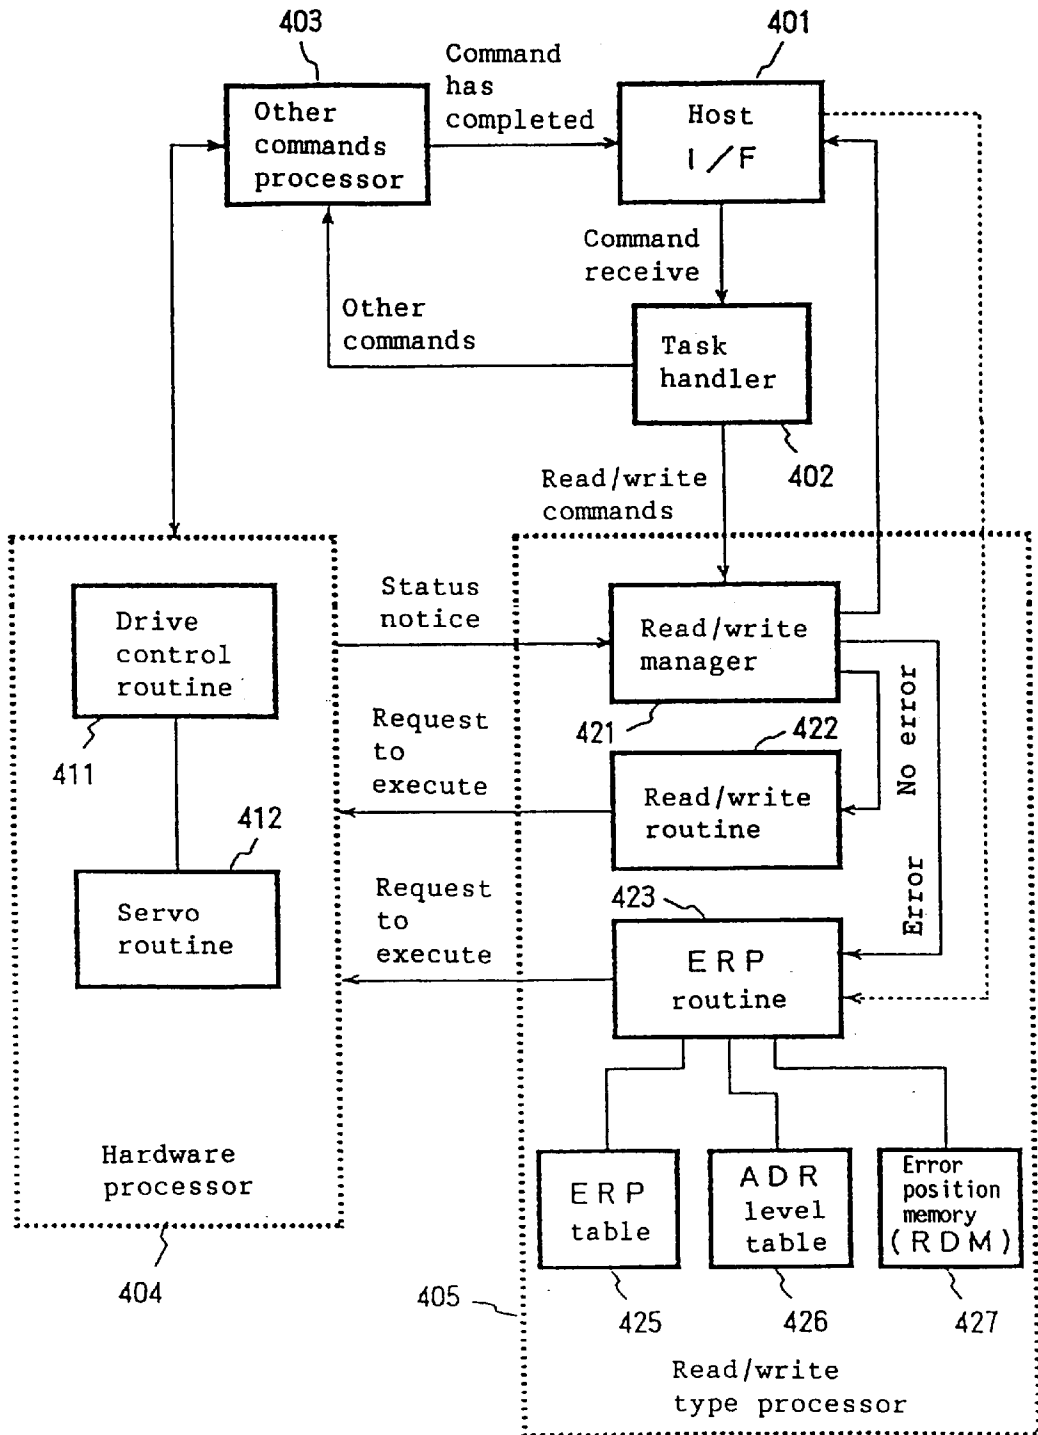 403
401
Command
has
completed
Other
commands
processor
Host
I/F
Command
receive
Other
commands
Task
handler
402
Read/write
commands
Status
notice
Drive
control
routine
Read/write
manager
411
421
422
Request
to
execute
No error
Read/write
routine
412
Error
Request
to
execute
423
Servo
routine
ERP
routine
Hardware
processor
ERP
table
ADR
level
table
Error
position
memory
(RDM)
404
405
425
426
427
Read/write
type processor